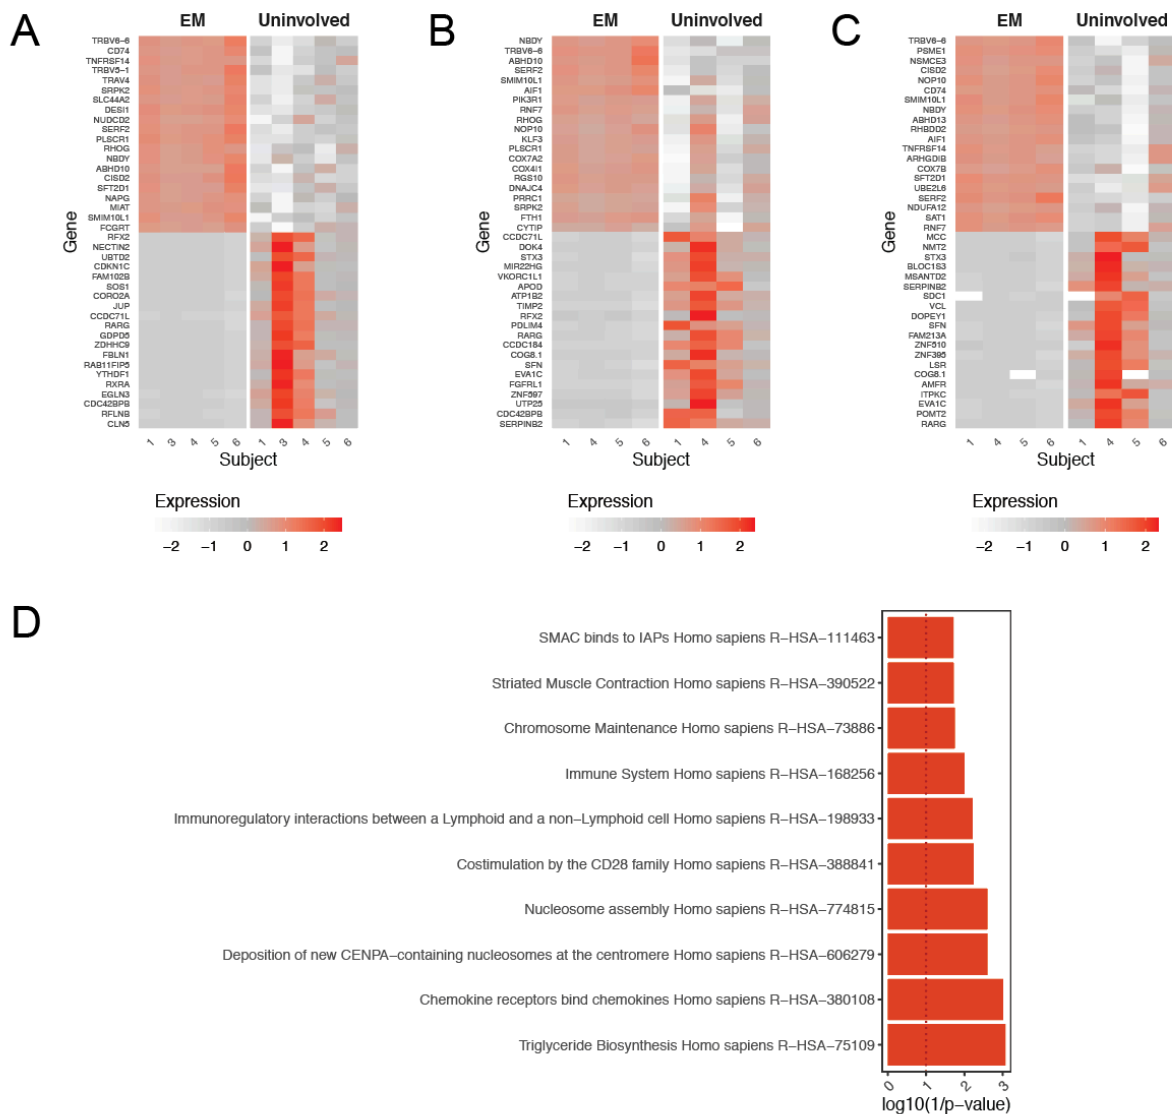 A
EM
Uninvolved
TRBV6−6
CD74
TNFRSF14
TRBV5−1
TRAV4
SRPK2
SLC44A2
DESI1
NUDCD2
SERF2
PLSCR1
RHOG
NBDY
ABHD10
CISD2
SFT2D1
NAPG
MIAT
SMIM10L1
FCGRT
RFX2
NECTIN2
UBTD2
CDKN1C
FAM102B
SOS1
CORO2A
JUP
CCDC71L
RARG
GDPD5
ZDHHC9
FBLN1
RAB11FIP5
YTHDF1
RXRA
EGLN3
CDC42BPB
RFLNB
CLN5
Gene
1 3 4 5 6 1 3 4 5 6
Subject
Expression
−2 −1 0 1 2
B
EM
Uninvolved
NBDY
TRBV6−6
ABHD10
SERF2
SMIM10L1
AIF1
PIK3R1
RNF7
RHOG
NOP10
KLF3
PLSCR1
COX7A2
COX4I1
RGS10
DNAJC4
PRRC1
SRPK2
FTH1
CYTIP
CCDC71L
DOK4
STX3
MIR22HG
VKORC1L1
APOD
ATP1B2
TIMP2
RFX2
PDLIM4
RARG
CCDC184
COG8.1
SFN
EVA1C
FGFRL1
ZNF597
UTP25
CDC42BPB
SERPINB2
Gene
1 4 5 6 1 4 5 6
Subject
Expression
−2 −1 0 1 2
C
EM
Uninvolved
TRBV6−6
PSME1
NSMCE3
CISD2
NOP10
CD74
SMIM10L1
NBDY
ABHD13
RHBDD2
AIF1
TNFRSF14
ARHGDIB
COX7B
SFT2D1
UBE2L6
SERF2
NDUFA12
SAT1
RNF7
MCC
NMT2
STX3
BLOC1S3
MSANTD2
SERPINB2
SDC1
VCL
DOPEY1
SFN
FAM213A
ZNF510
ZNF395
LSR
COG8.1
AMFR
ITPKC
EVA1C
POMT2
RARG
Gene
1 4 5 6 1 4 5 6
Subject
Expression
−2 −1 0 1 2
D
SMAC binds to IAPs Homo sapiens R−HSA−111463
Striated Muscle Contraction Homo sapiens R−HSA−390522
Chromosome Maintenance Homo sapiens R−HSA−73886
Immune System Homo sapiens R−HSA−168256
Immunoregulatory interactions between a Lymphoid and a non−Lymphoid cell Homo sapiens R−HSA−198933
Costimulation by the CD28 family Homo sapiens R−HSA−388841
Nucleosome assembly Homo sapiens R−HSA−774815
Deposition of new CENPA−containing nucleosomes at the centromere Homo sapiens R−HSA−606279
Chemokine receptors bind chemokines Homo sapiens R−HSA−380108
Triglyceride Biosynthesis Homo sapiens R−HSA−75109
0 1 2 3
log10(1/p−value)